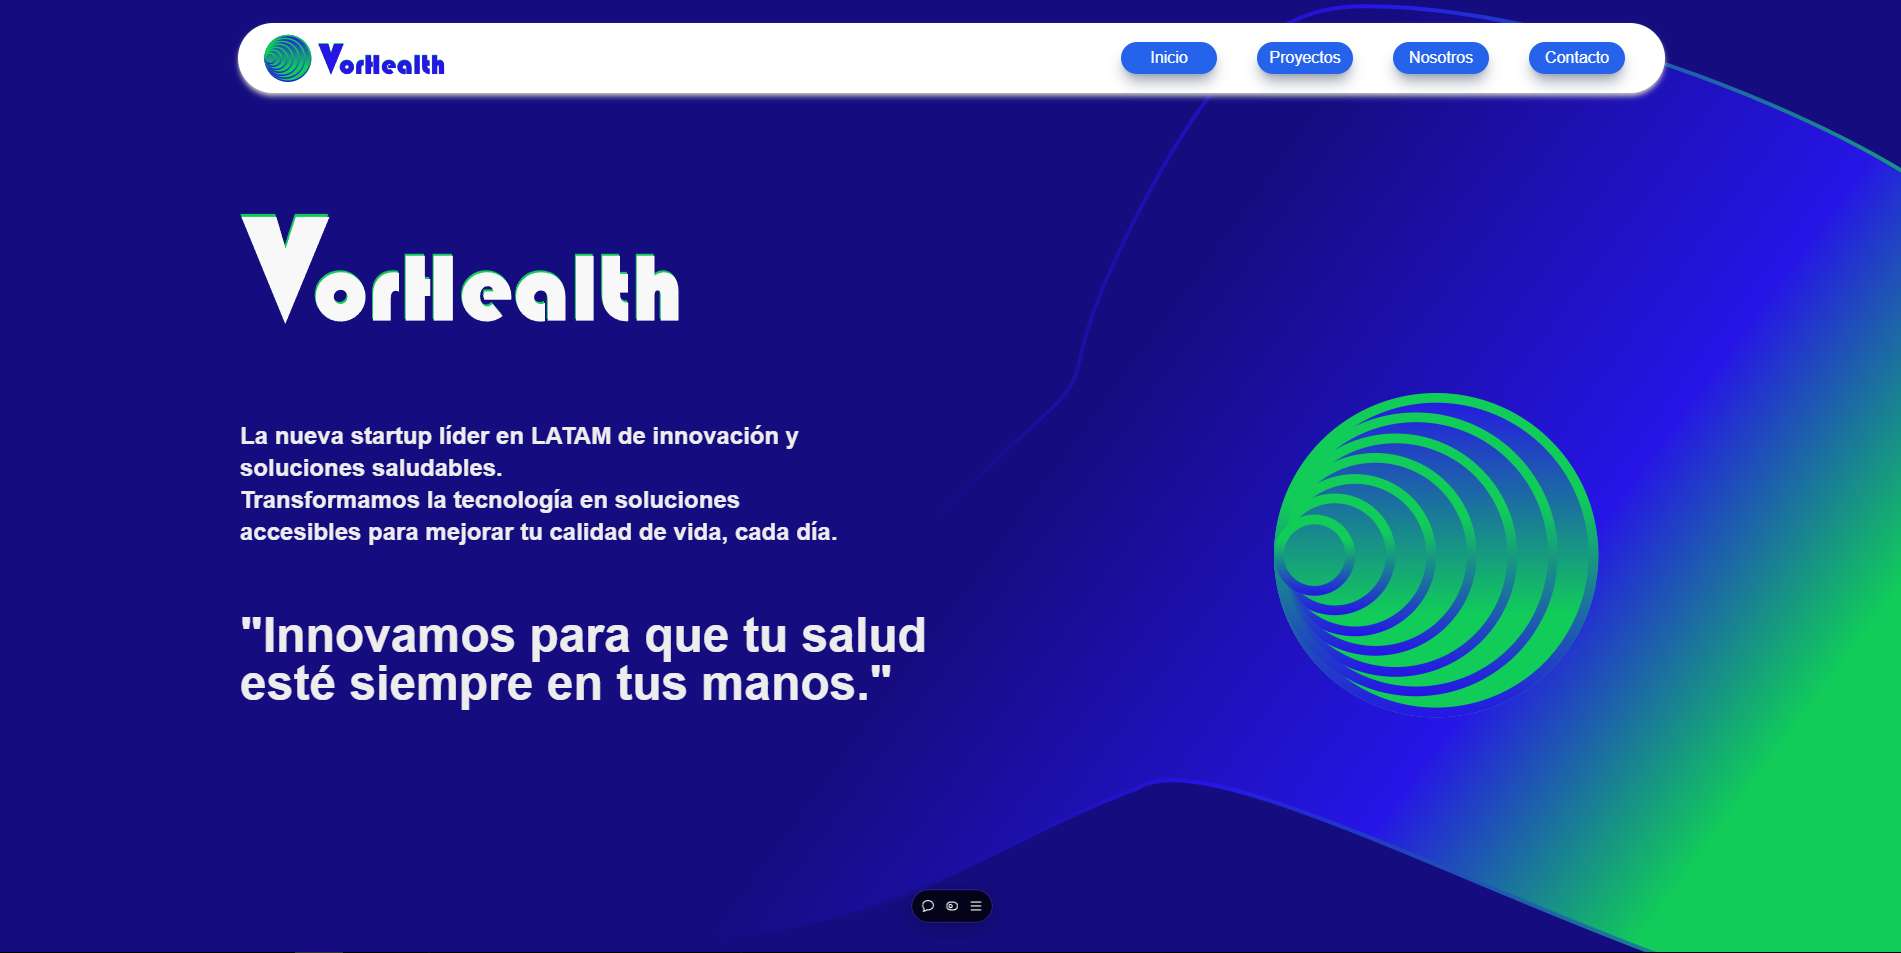 VorHealth
Inicio
Proyectos
Nosotros
Contacto
VorHealth
La nueva startup líder en LATAM de innovación y
soluciones saludables.
Transformamos la tecnología en soluciones
accesibles para mejorar tu calidad de vida, cada día.
"Innovamos para que tu salud
esté siempre en tus manos."